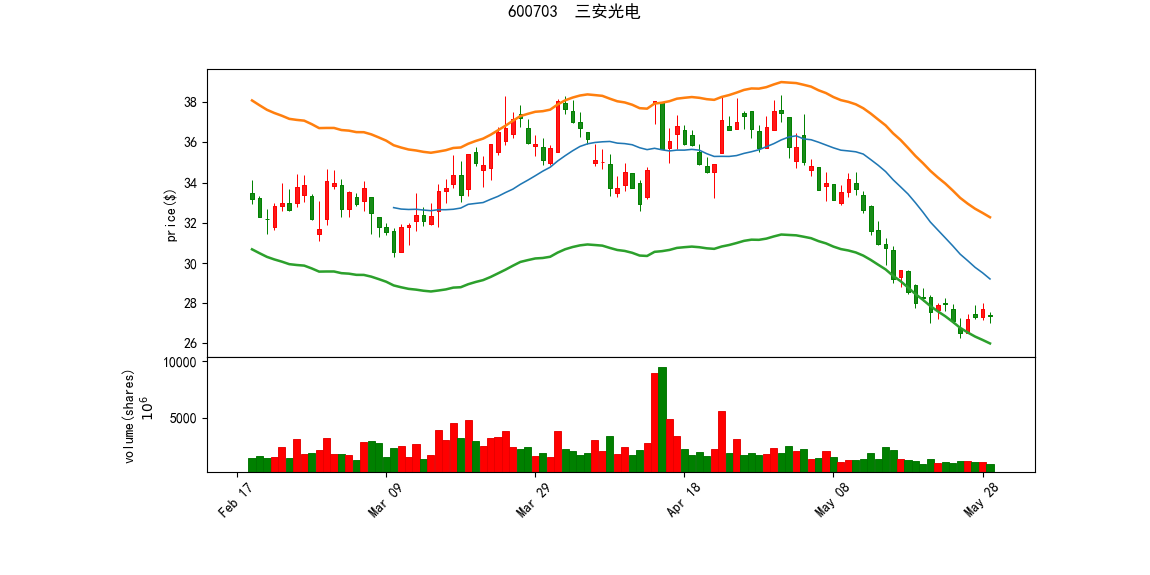 600703  三安光电
38
36
34
32
30
28
26
price($)
10000
5000
volume(shares)
10^6
Feb 17
Mar 09
Mar 29
Apr 18
May 08
May 28